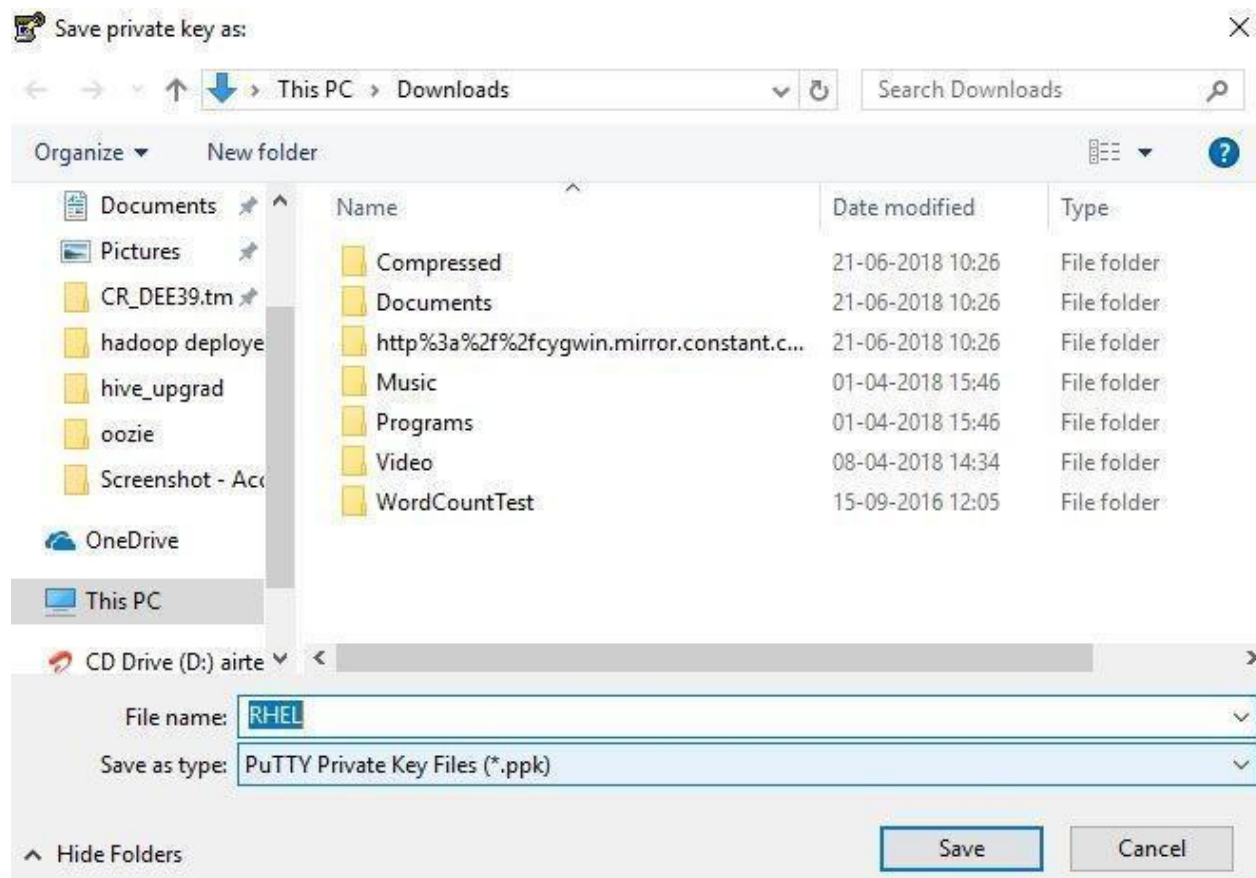 Save private key as:
This PC > Downloads
Search Downloads
Organize
New folder
Documents
Pictures
CR_DEE39.tm
hadoop deploye
hive_upgrad
oozie
Screenshot - Acc
OneDrive
This PC
CD Drive (D:) airte
Name Date modified Type
Compressed 21-06-2018 10:26 File folder
Documents 21-06-2018 10:26 File folder
http%3a%2f%2fcygwin.mirror.constant.c... 21-06-2018 10:26 File folder
Music 01-04-2018 15:46 File folder
Programs 01-04-2018 15:46 File folder
Video 08-04-2018 14:34 File folder
WordCountTest 15-09-2016 12:05 File folder
File name: RHEL
Save as type: PuTTY Private Key Files (*.ppk)
Hide Folders
Save
Cancel